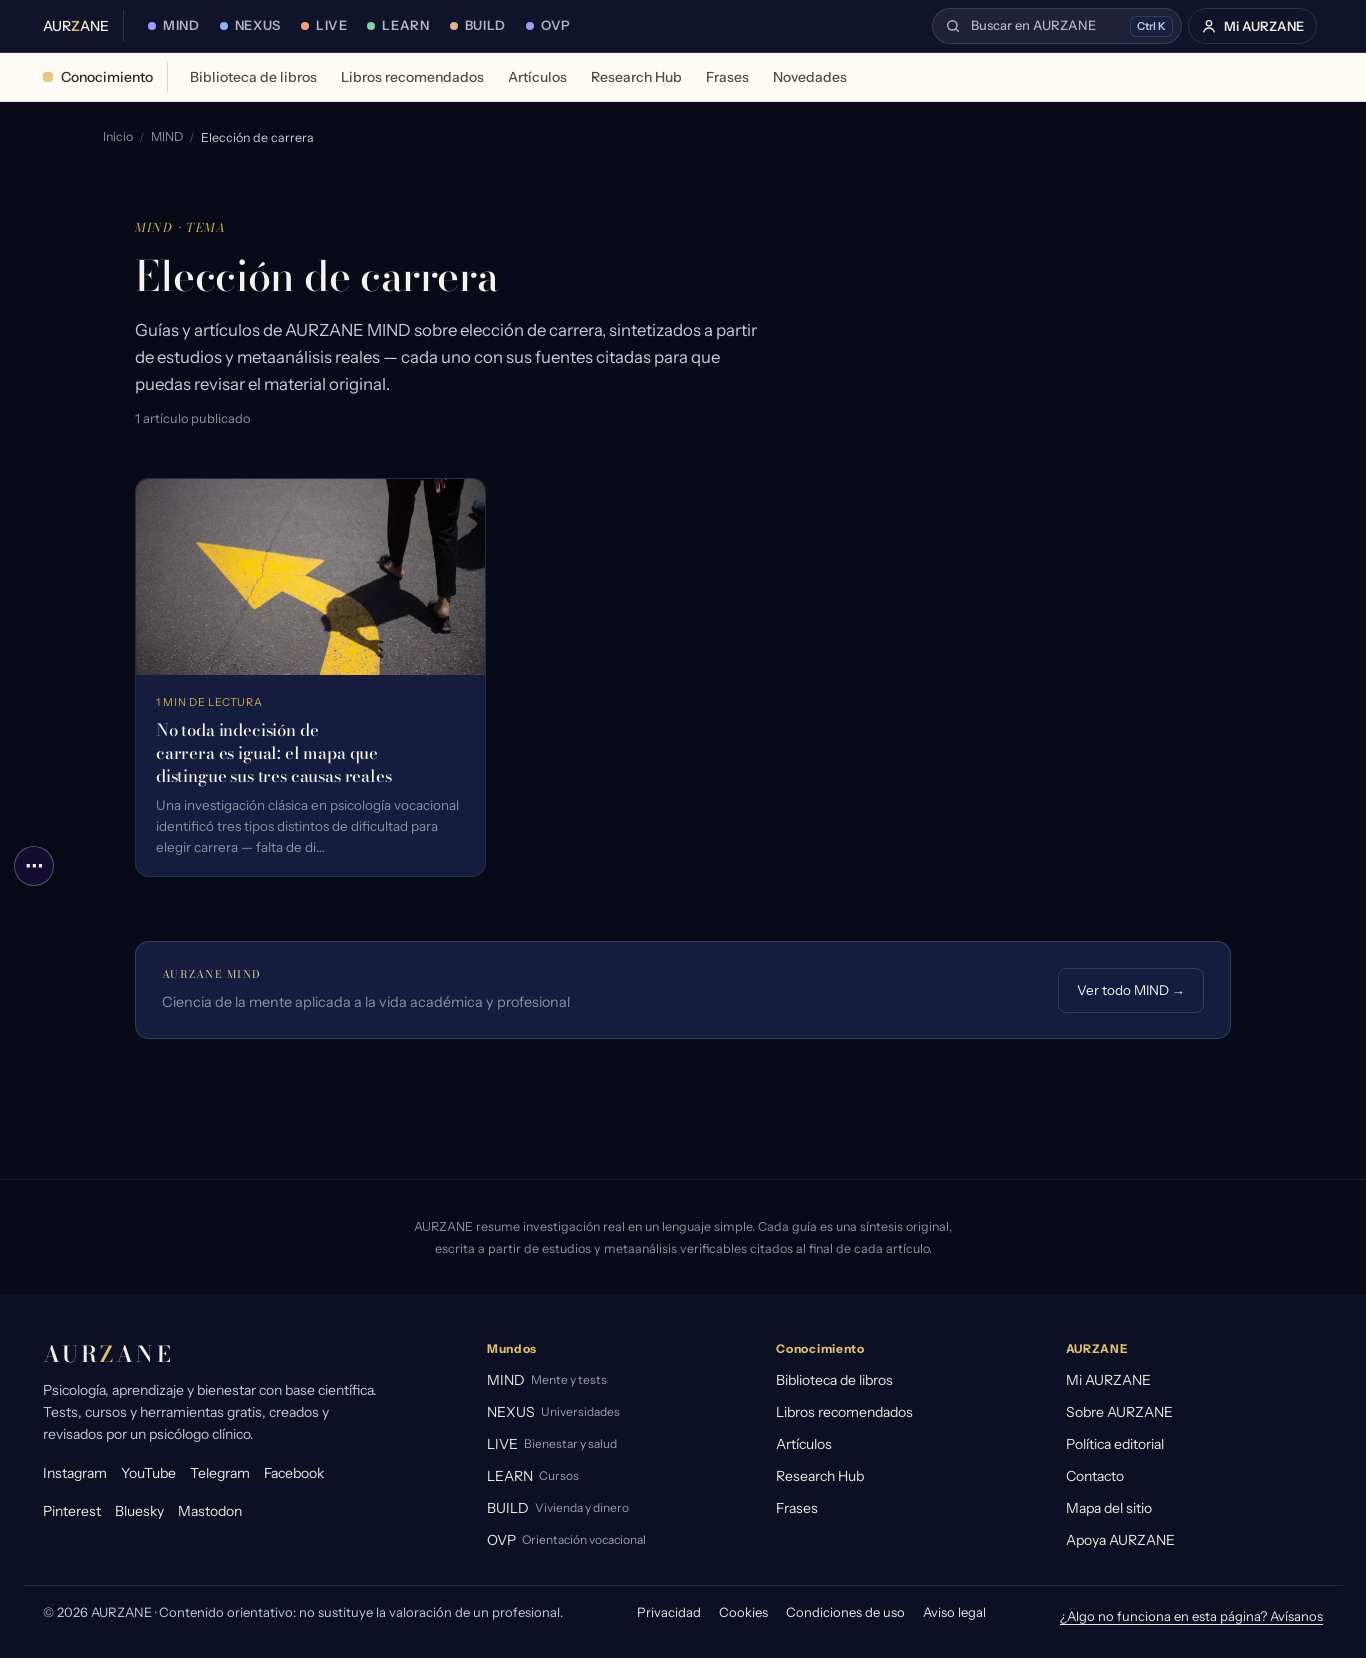 AURZANE
MIND
NEXUS
LIVE
LEARN
BUILD
OVP
Buscar en AURZANE
Ctrl K
Mi AURZANE
Conocimiento
Biblioteca de libros
Libros recomendados
Artículos
Research Hub
Frases
Novedades
Inicio / MIND / Elección de carrera
MIND · TEMA
Elección de carrera
Guías y artículos de AURZANE MIND sobre elección de carrera, sintetizados a partir
de estudios y metaanálisis reales — cada uno con sus fuentes citadas para que
puedas revisar el material original.
1 artículo publicado
1 MIN DE LECTURA
No toda indecisión de
carrera es igual: el mapa que
distingue sus tres causas reales
Una investigación clásica en psicología vocacional
identificó tres tipos distintos de dificultad para
elegir carrera — falta de di...
AURZANE MIND
Ciencia de la mente aplicada a la vida académica y profesional
Ver todo MIND →
AURZANE resume investigación real en un lenguaje simple. Cada guía es una síntesis original,
escrita a partir de estudios y metaanálisis verificables citados al final de cada artículo.
AURZANE
Psicología, aprendizaje y bienestar con base científica.
Tests, cursos y herramientas gratis, creados y
revisados por un psicólogo clínico.
Instagram YouTube Telegram Facebook
Pinterest Bluesky Mastodon
Mundos
MIND Mente y tests
NEXUS Universidades
LIVE Bienestar y salud
LEARN Cursos
BUILD Vivienda y dinero
OVP Orientación vocacional
Conocimiento
Biblioteca de libros
Libros recomendados
Artículos
Research Hub
Frases
AURZANE
Mi AURZANE
Sobre AURZANE
Política editorial
Contacto
Mapa del sitio
Apoya AURZANE
© 2026 AURZANE · Contenido orientativo: no sustituye la valoración de un profesional.
Privacidad
Cookies
Condiciones de uso
Aviso legal
¿Algo no funciona en esta página? Avísanos